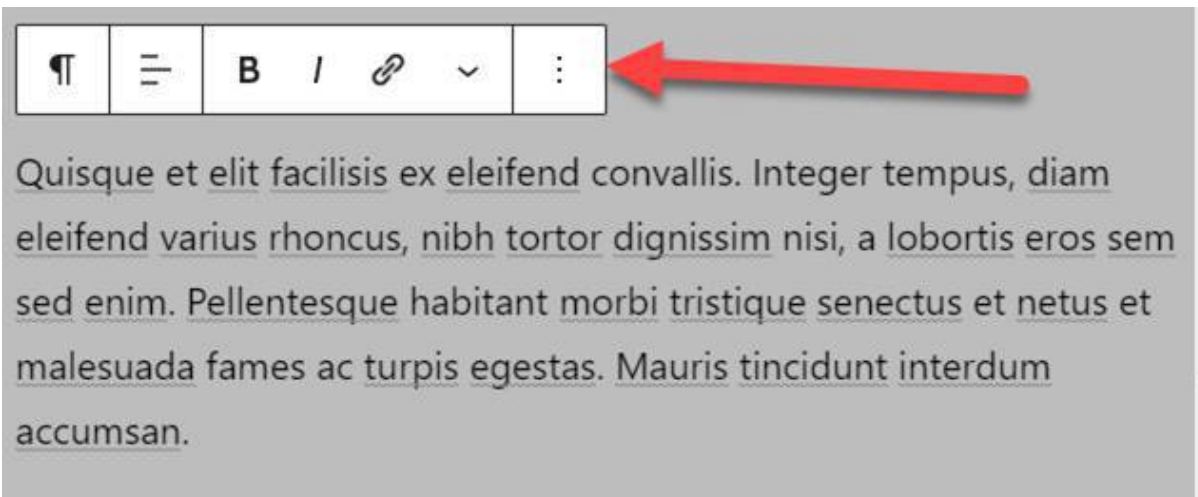 ¶ B I
Quisque et elit facilisis ex eleifend convallis. Integer tempus, diam
eleifend varius rhoncus, nibh tortor dignissim nisi, a lobortis eros sem
sed enim. Pellentesque habitant morbi tristique senectus et netus et
malesuada fames ac turpis egestas. Mauris tincidunt interdum
accumsan.